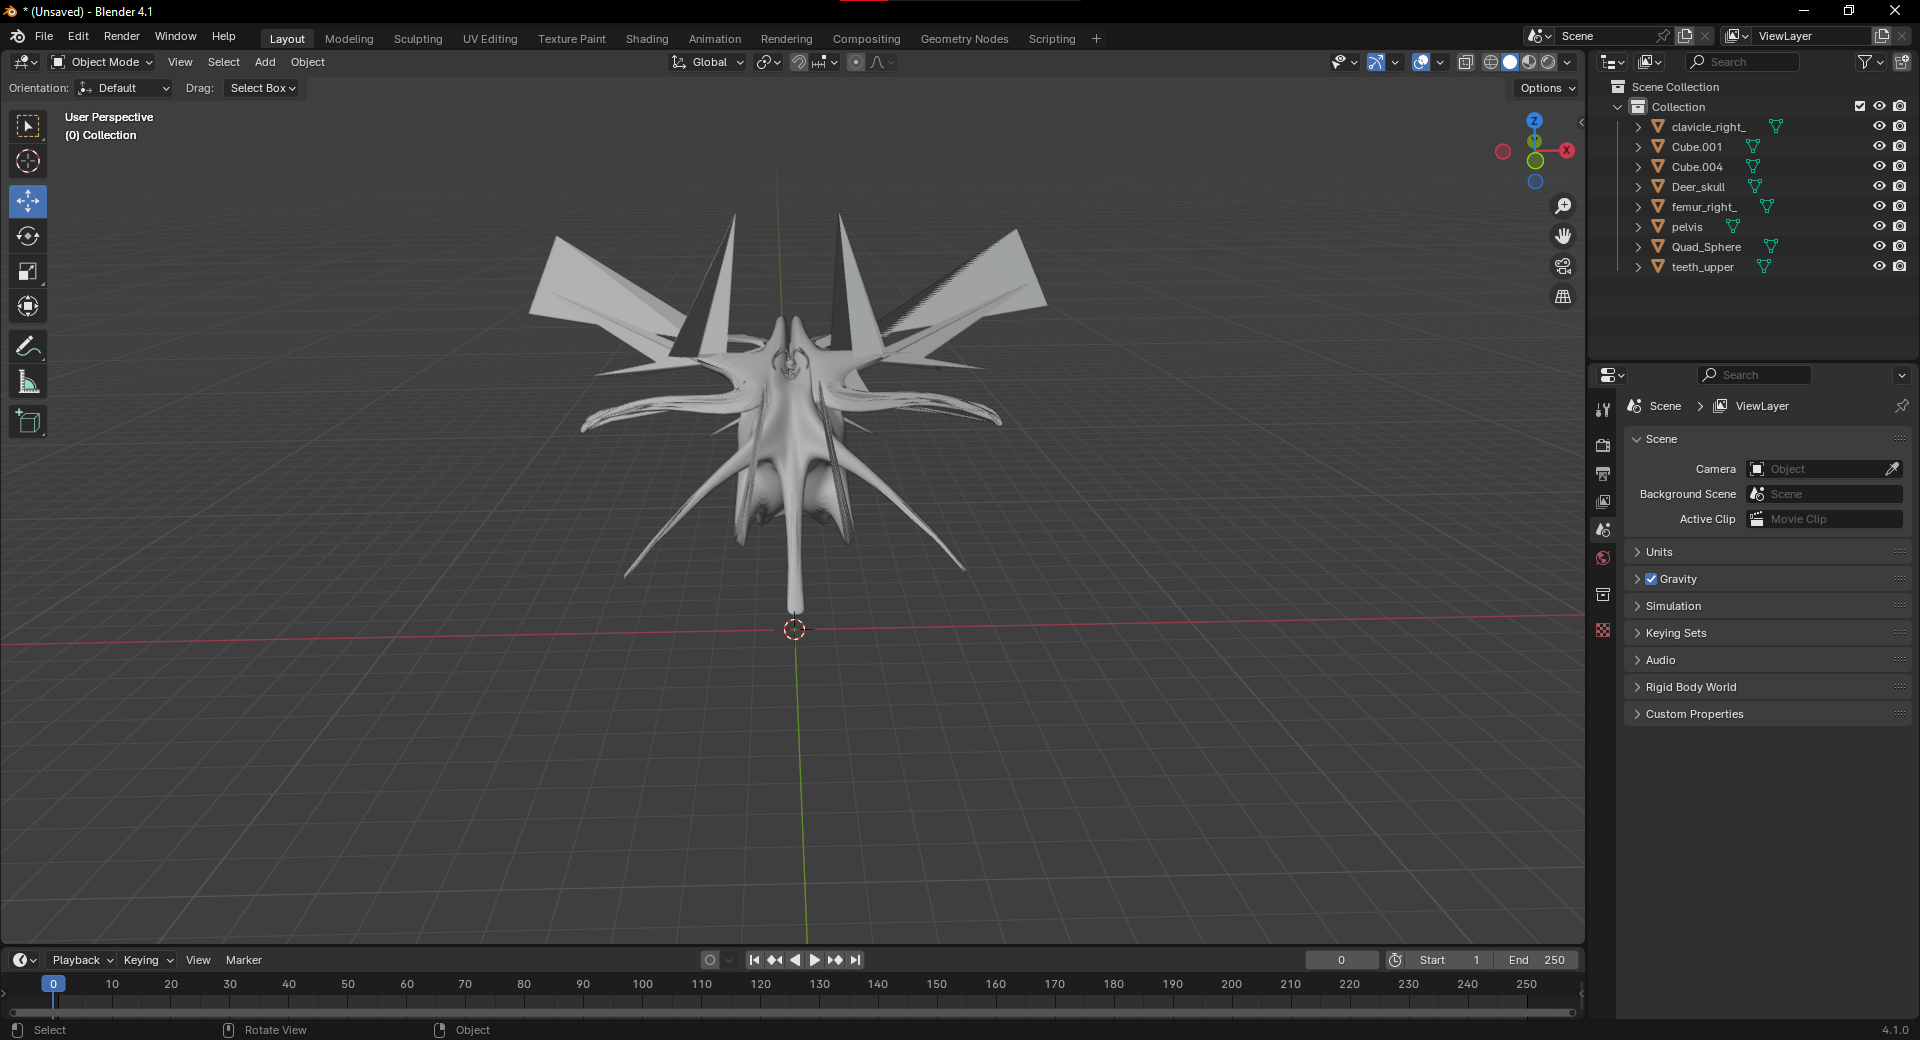 * (Unsaved) - Blender 4.1
File Edit Render Window Help Layout Modeling Sculpting UV Editing Texture Paint Shading Animation Rendering Compositing Geometry Nodes Scripting + Scene ViewLayer
Object Mode View Select Add Object Global Search
Orientation: Default Drag: Select Box Options
User Perspective
(0) Collection
Z
Y
X
Scene Collection
Collection
clavicle_right_
Cube.001
Cube.004
Deer_skull
femur_right_
pelvis
Quad_Sphere
teeth_upper
Search
Scene > ViewLayer
Scene
Camera Object
Background Scene Scene
Active Clip Movie Clip
Units
Gravity
Simulation
Keying Sets
Audio
Rigid Body World
Custom Properties
Playback Keying View Marker 0 Start 1 End 250
0 10 20 30 40 50 60 70 80 90 100 110 120 130 140 150 160 170 180 190 200 210 220 230 240 250
Select Rotate View Object 4.1.0